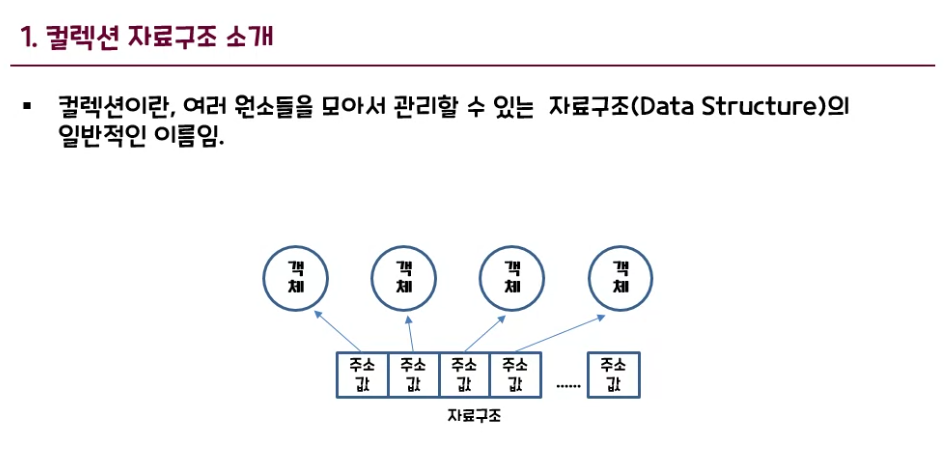 1. 컬렉션 자료구조 소개
▪ 컬렉션이란, 여러 원소들을 모아서 관리할 수 있는 자료구조(Data Structure)의
일반적인 이름임.
객체 객체 객체 객체
주소값 주소값 주소값 주소값 ...... 주소값
자료구조